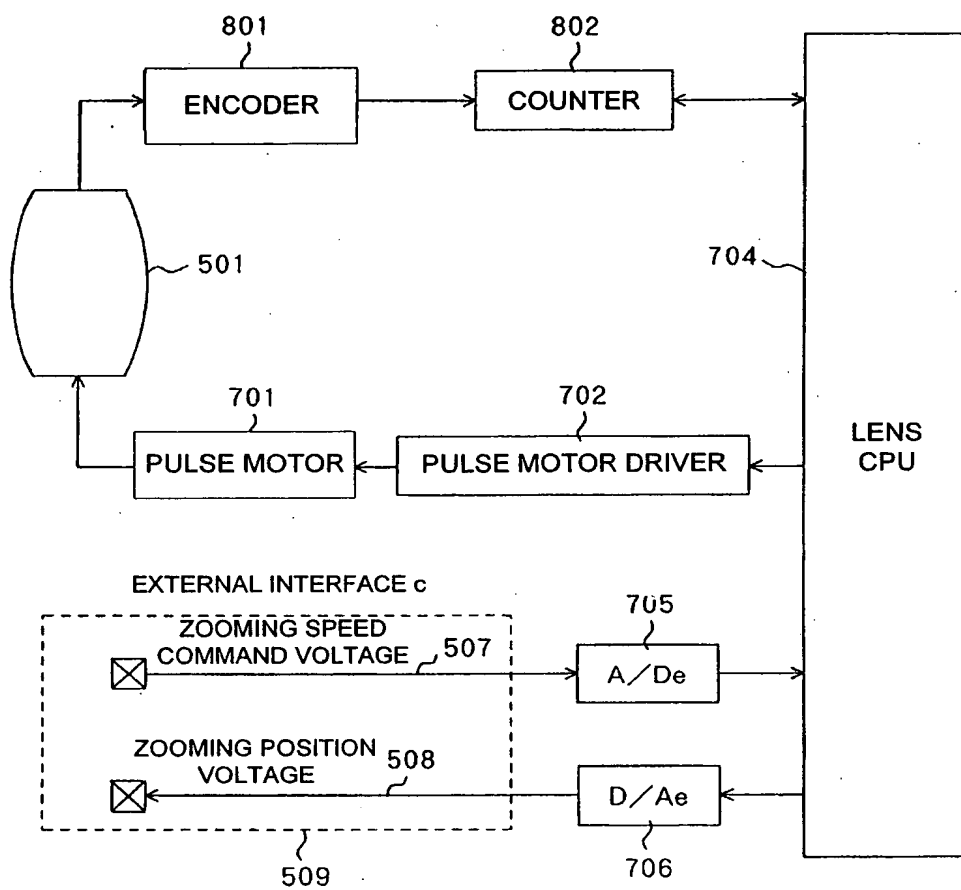 801
802
ENCODER
COUNTER
501
704
701
702
PULSE MOTOR
PULSE MOTOR DRIVER
LENS
CPU
EXTERNAL INTERFACE c
705
ZOOMING SPEED
COMMAND VOLTAGE
507
A/De
ZOOMING POSITION
VOLTAGE
508
D/Ae
706
509